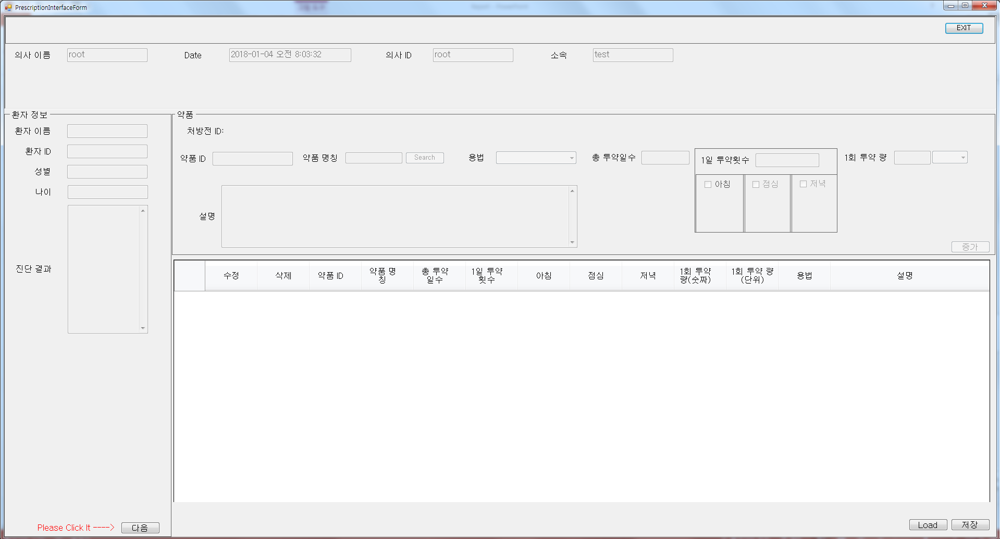 PrescriptionInterfaceForm
EXIT
의사 이름 root Date 2018-01-04 오전 8:03:32 의사 ID root 소속 test
환자 정보
환자 이름
환자 ID
성별
나이
진단 결과
Please Click It ----> 다음
약품
처방전 ID:
약품 ID 약품 명칭 Search 용법 총 투약일수 1일 투약횟수 1회 투약 량
아침 점심 저녁
설명
증가
수정 삭제 약품 ID 약품 명칭 총 투약일수 1일 투약횟수 아침 점심 저녁 1회 투약량(숫짜) 1회 투약 량(단위) 용법 설명
Load 저장